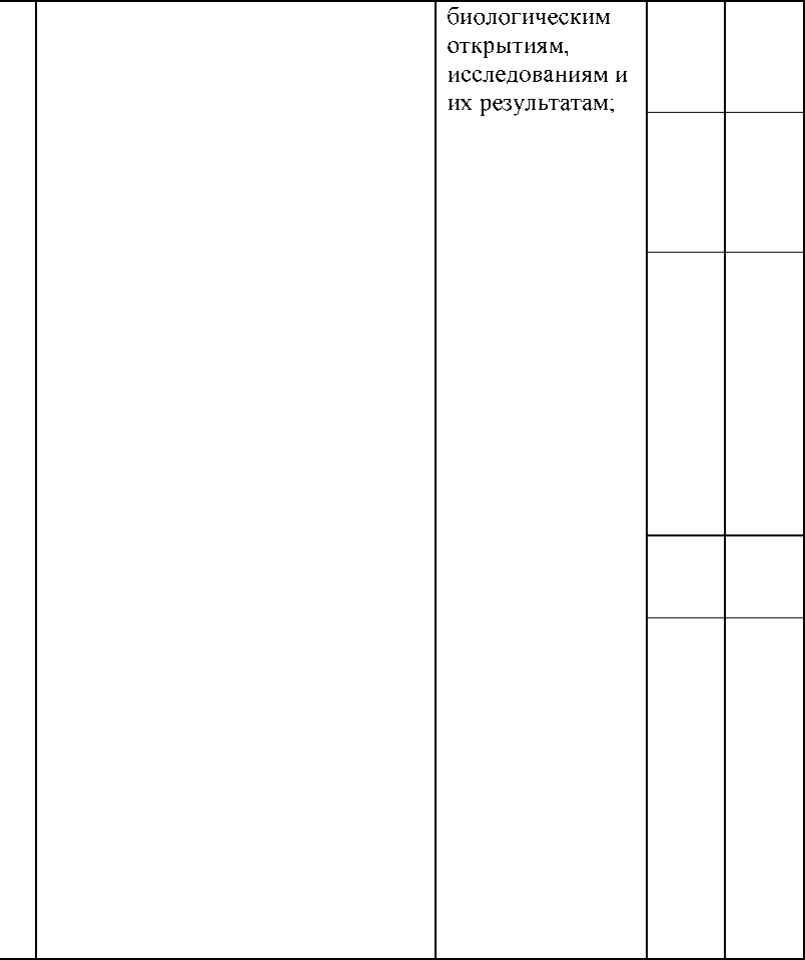 биологическим
открытиям,
исследованиям и
их результатам;